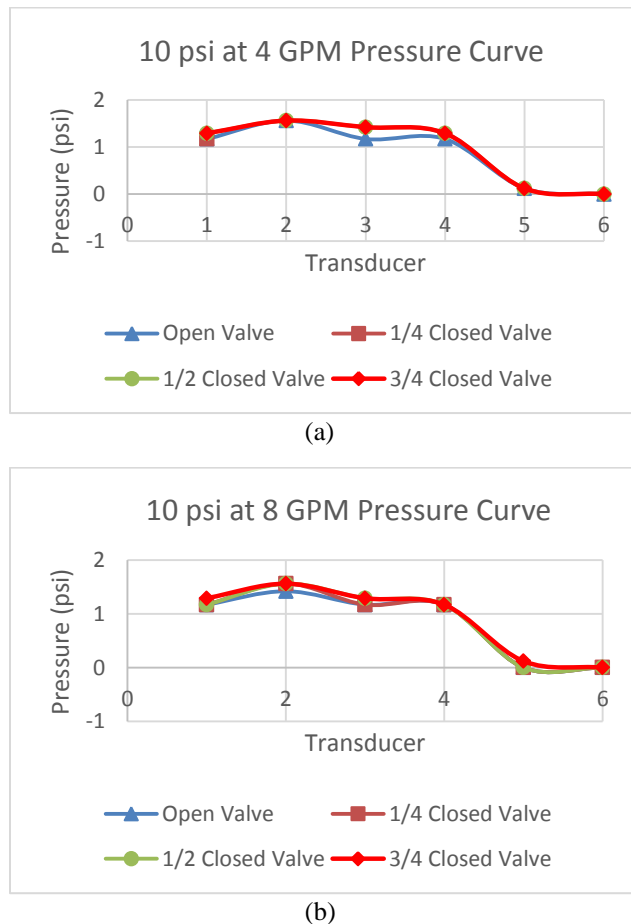 10 psi at 4 GPM Pressure Curve
2
1
0
-1
Pressure (psi)
0 1 2 3 4 5 6
Transducer
Open Valve 1/4 Closed Valve
1/2 Closed Valve 3/4 Closed Valve
(a)
10 psi at 8 GPM Pressure Curve
2
1
0
-1
Pressure (psi)
0 2 4 6
Transducer
Open Valve 1/4 Closed Valve
1/2 Closed Valve 3/4 Closed Valve
(b)